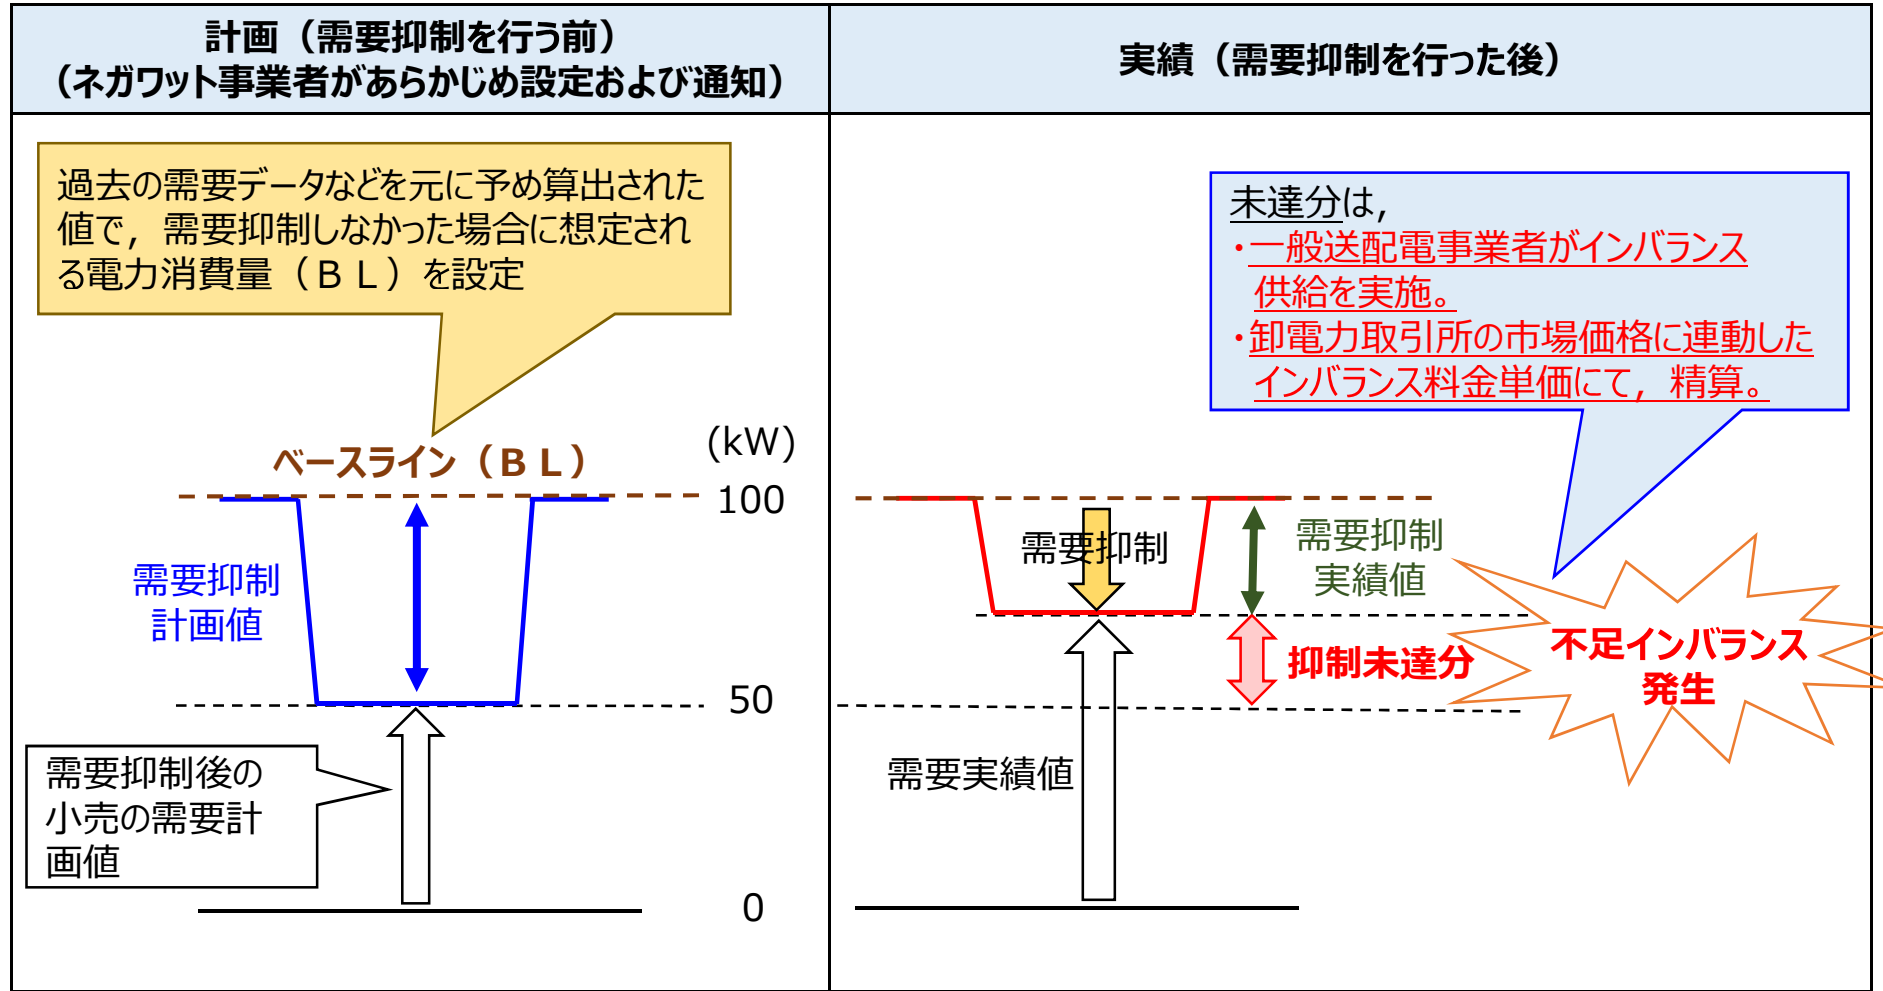 計画（需要抑制を行う前）
（ネガワット事業者があらかじめ設定および通知）
実績（需要抑制を行った後）
過去の需要データなどを元に予め算出された
値で，需要抑制しなかった場合に想定され
る電力消費量（ＢＬ）を設定
ベースライン（ＢＬ）
(kW)
100
需要抑制
計画値
50
需要抑制後の
小売の需要計
画値
0
未達分は，
・一般送配電事業者がインバランス
供給を実施。
・卸電力取引所の市場価格に連動した
インバランス料金単価にて，精算。
需要抑制
需要抑制
実績値
抑制未達分
不足インバランス
発生
需要実績値